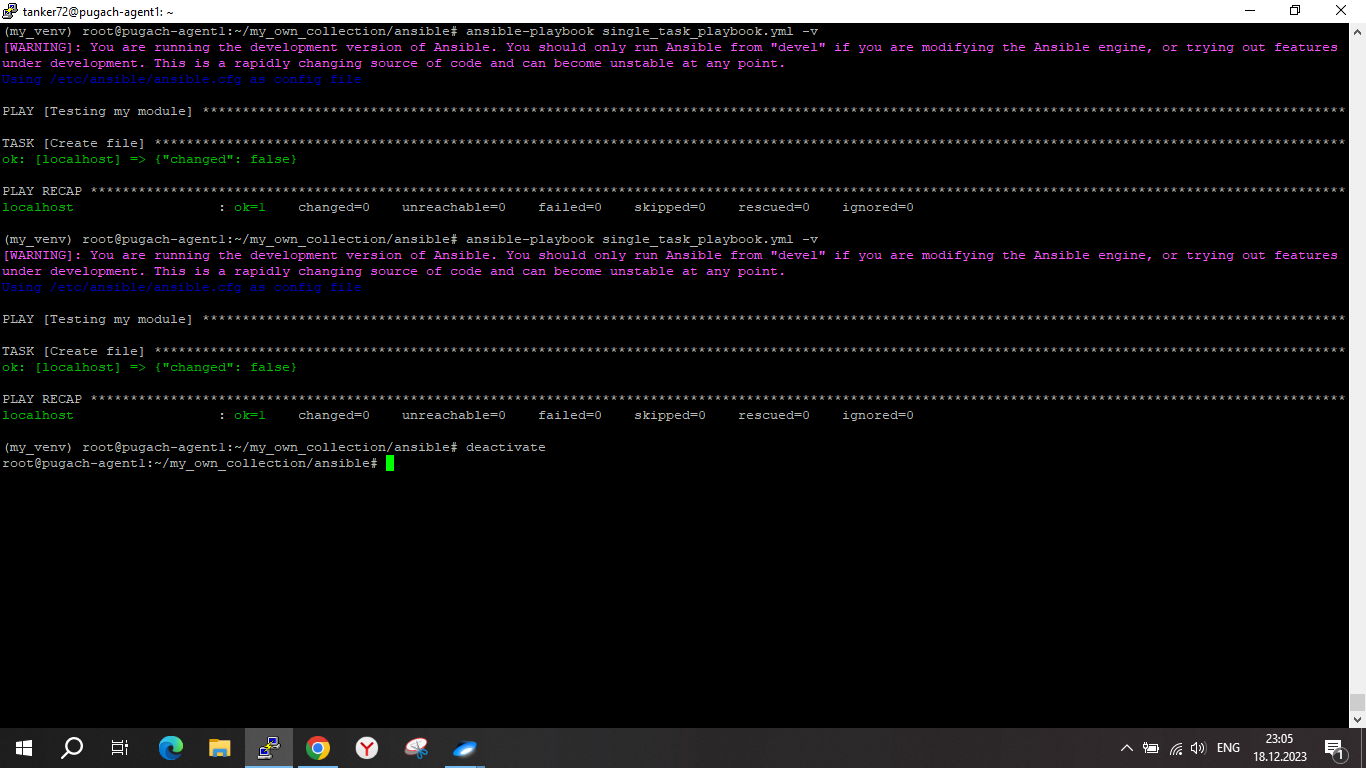 tanker72@pugach-agent1: ~
(my_venv) root@pugach-agent1:~/my_own_collection/ansible# ansible-playbook single_task_playbook.yml -v
[WARNING]: You are running the development version of Ansible. You should only run Ansible from "devel" if you are modifying the Ansible engine, or trying out features
under development. This is a rapidly changing source of code and can become unstable at any point.
Using /etc/ansible/ansible.cfg as config file
PLAY [Testing my module] ***********************************************************************************************************************************************
TASK [Create file] *****************************************************************************************************************************************************
ok: [localhost] => {"changed": false}
PLAY RECAP *************************************************************************************************************************************************************
localhost                  : ok=1    changed=0    unreachable=0    failed=0    skipped=0    rescued=0    ignored=0
(my_venv) root@pugach-agent1:~/my_own_collection/ansible# ansible-playbook single_task_playbook.yml -v
[WARNING]: You are running the development version of Ansible. You should only run Ansible from "devel" if you are modifying the Ansible engine, or trying out features
under development. This is a rapidly changing source of code and can become unstable at any point.
Using /etc/ansible/ansible.cfg as config file
PLAY [Testing my module] ***********************************************************************************************************************************************
TASK [Create file] *****************************************************************************************************************************************************
ok: [localhost] => {"changed": false}
PLAY RECAP *************************************************************************************************************************************************************
localhost                  : ok=1    changed=0    unreachable=0    failed=0    skipped=0    rescued=0    ignored=0
(my_venv) root@pugach-agent1:~/my_own_collection/ansible# deactivate
root@pugach-agent1:~/my_own_collection/ansible#
ENG
23:05
18.12.2023
1